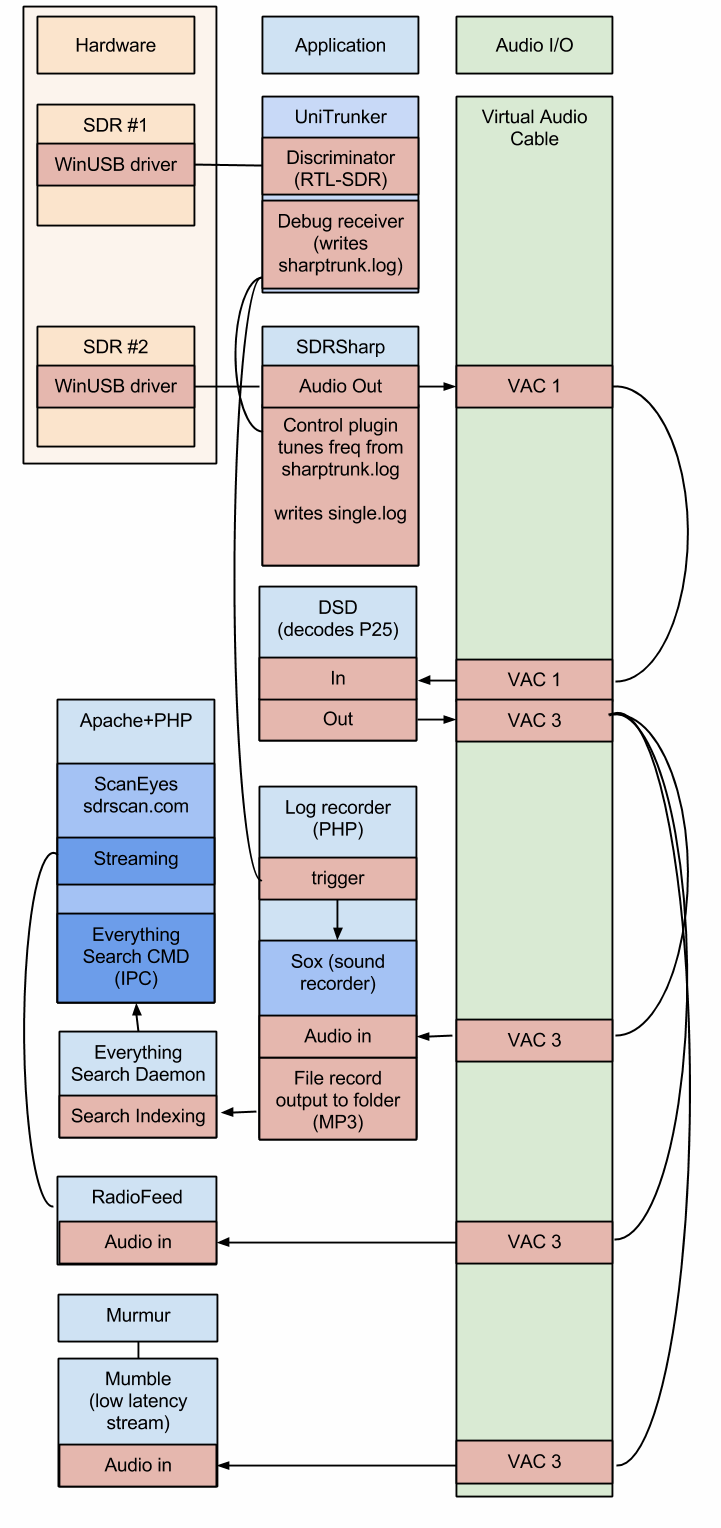 Hardware
Application
Audio I/O
SDR #1
WinUSB driver
UniTrunker
Discriminator
(RTL-SDR)
Debug receiver
(writes
sharptrunk.log)
Virtual Audio
Cable
SDR #2
WinUSB driver
SDRSharp
Audio Out
VAC 1
Control plugin
tunes freq from
sharptrunk.log
writes single.log
DSD
(decodes P25)
In
VAC 1
Out
VAC 3
Apache+PHP
ScanEyes
sdrscan.com
Streaming
Everything
Search CMD
(IPC)
Log recorder
(PHP)
trigger
Sox (sound
recorder)
Audio in
VAC 3
File record
output to folder
(MP3)
Everything
Search Daemon
Search Indexing
RadioFeed
Audio in
VAC 3
Murmur
Mumble
(low latency
stream)
Audio in
VAC 3